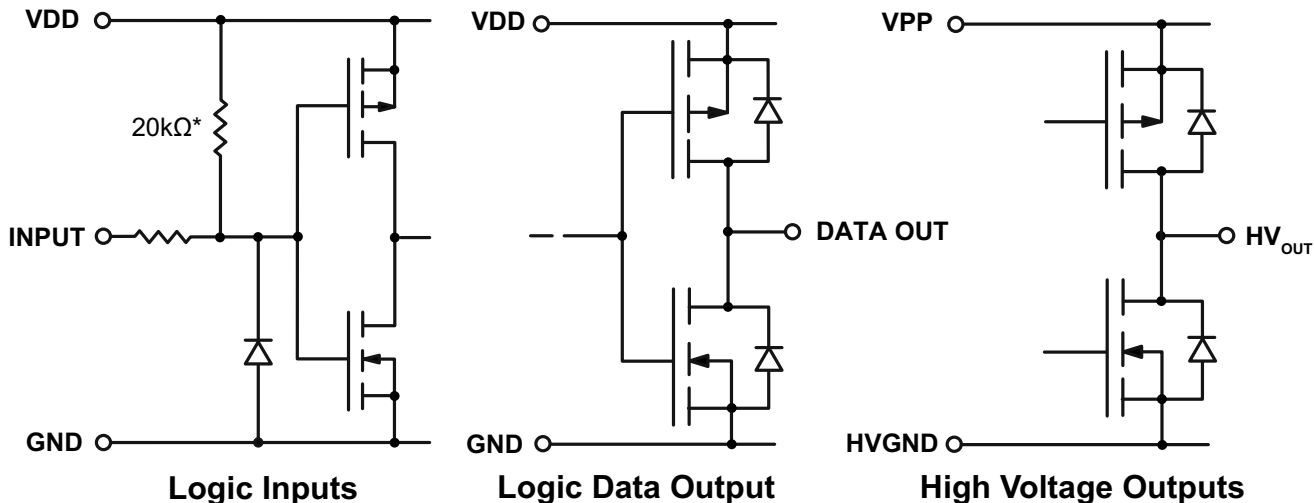 VDD
20kΩ*
INPUT
GND
Logic Inputs
VDD
DATA OUT
GND
Logic Data Output
VPP
HVOUT
HVGND
High Voltage Outputs